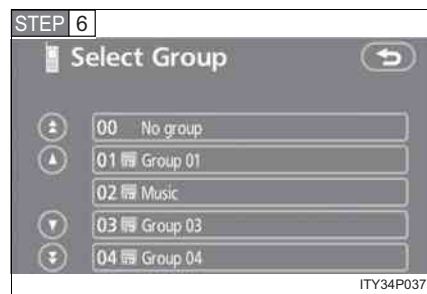 STEP 6
Select Group
00 No group
01 Group 01
02 Music
03 Group 03
04 Group 04
ITY34P037